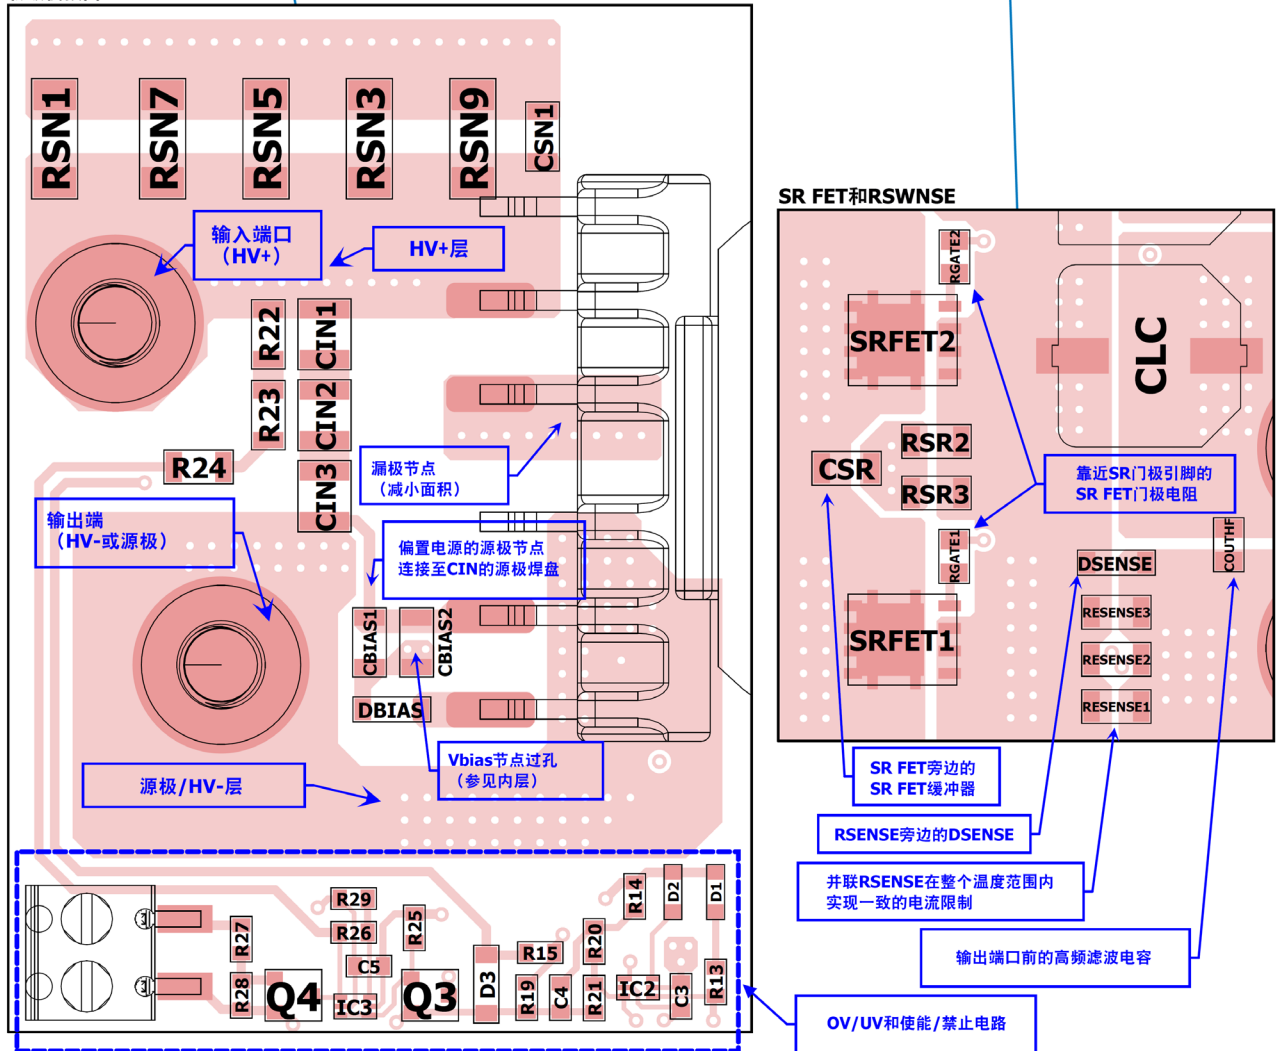 RSN1
RSN7
RSN5
RSN3
RSN9
CSN1
输入端口
（HV+）
HV+层
R22
CIN1
R23
CIN2
R24
CIN3
漏极节点
（减小面积）
输出端
（HV-或源极）
偏置电源的源极节点
连接至CIN的源极焊盘
CBIAS1
CBIAS2
DBIAS
Vbias节点过孔
（参见内层）
源极/HV-层
R29
R26
R27
R28
C5
R25
Q4
IC3
Q3
D3
R15
R19
C4
R20
R21
R14
D2
D1
IC2
C3
R13
SR FET和RSWNSE
RGATE2
SRFET2
CLC
RSR2
CSR
RSR3
靠近SR门极引脚的
SR FET门极电阻
RGATE1
COUTHF
DSENSE
RESENSE3
SRFET1
RESENSE2
RESENSE1
SR FET旁边的
SR FET缓冲器
RSENSE旁边的DSENSE
并联RSENSE在整个温度范围内
实现一致的电流限制
输出端口前的高频滤波电容
OV/UV和使能/禁止电路